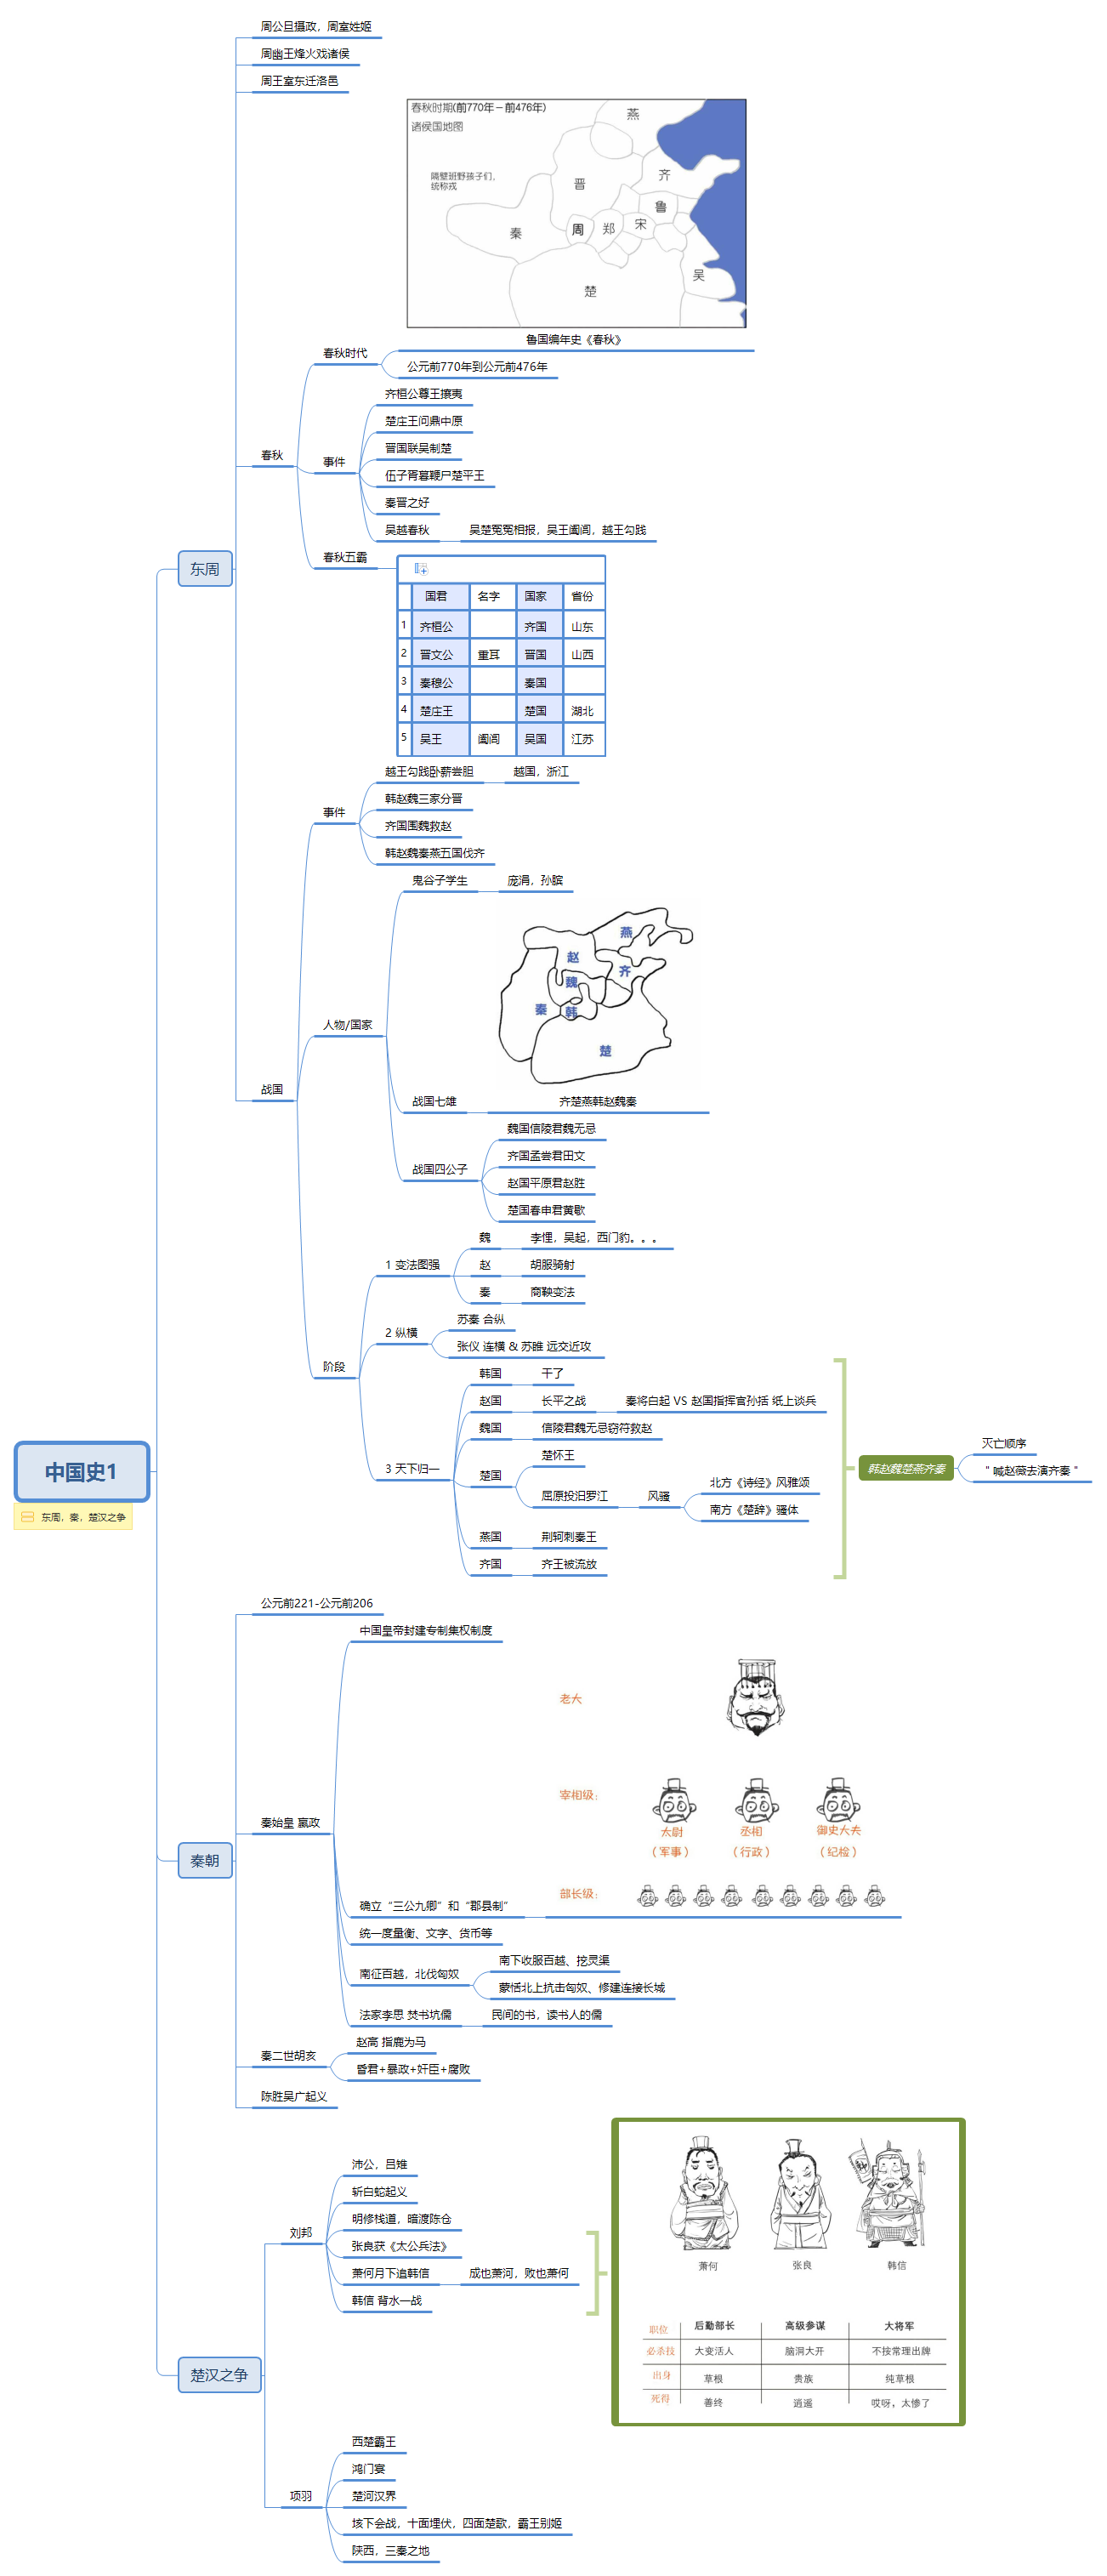 周公旦摄政，周室姓姬
周幽王烽火戏诸侯
周王室东迁洛邑
春秋时期(前770年－前476年)
诸侯国地图
隔壁班野孩子们，
统称戎
燕
晋
齐
鲁
秦
周
郑
宋
吴
楚
鲁国编年史《春秋》
春秋时代
公元前770年到公元前476年
齐桓公尊王攘夷
楚庄王问鼎中原
晋国联吴制楚
春秋
事件
伍子胥墓鞭尸楚平王
秦晋之好
吴越春秋
吴楚冤冤相报，吴王阖闾，越王勾践
春秋五霸
国君 名字 国家 省份
1 齐桓公 齐国 山东
2 晋文公 重耳 晋国 山西
3 秦穆公 秦国
4 楚庄王 楚国 湖北
5 吴王 阖闾 吴国 江苏
东周
越王勾践卧薪尝胆
越国，浙江
事件
韩赵魏三家分晋
齐国围魏救赵
韩赵魏秦燕五国伐齐
鬼谷子学生
庞涓，孙膑
燕
赵
齐
魏
秦
韩
楚
人物/国家
战国
战国七雄
齐楚燕韩赵魏秦
魏国信陵君魏无忌
战国四公子
齐国孟尝君田文
赵国平原君赵胜
楚国春申君黄歇
1 变法图强
魏
李悝，吴起，西门豹。。。
赵
胡服骑射
秦
商鞅变法
2 纵横
苏秦 合纵
张仪 连横 & 苏睢 远交近攻
阶段
韩国
干了
赵国
长平之战
秦将白起 VS 赵国指挥官孙括 纸上谈兵
魏国
信陵君魏无忌窃符救赵
3 天下归一
楚国
楚怀王
屈原投汨罗江
风骚
北方《诗经》风雅颂
南方《楚辞》骚体
燕国
荆轲刺秦王
齐国
齐王被流放
韩赵魏楚燕齐秦
灭亡顺序
＂喊赵薇去演齐秦＂
中国史1
东周，秦，楚汉之争
公元前221-公元前206
中国皇帝封建专制集权制度
老大
宰相级：
太尉
（军事）
丞相
（行政）
御史大夫
（纪检）
部长级：
秦始皇 嬴政
秦朝
确立“三公九卿”和“郡县制”
统一度量衡、文字、货币等
南征百越，北伐匈奴
南下收服百越、挖灵渠
蒙恬北上抗击匈奴、修建连接长城
法家李思 焚书坑儒
民间的书，读书人的儒
秦二世胡亥
赵高 指鹿为马
昏君+暴政+奸臣+腐败
陈胜吴广起义
沛公，吕雉
斩白蛇起义
明修栈道，暗渡陈仓
刘邦
张良获《太公兵法》
萧何月下追韩信
成也萧河，败也萧何
韩信 背水一战
萧何
张良
韩信
职位 后勤部长 高级参谋 大将军
必杀技 大变活人 脑洞大开 不按常理出牌
出身 草根 贵族 纯草根
死得 善终 逍遥 哎呀，太惨了
楚汉之争
西楚霸王
鸿门宴
项羽
楚河汉界
垓下会战，十面埋伏，四面楚歌，霸王别姬
陕西，三秦之地